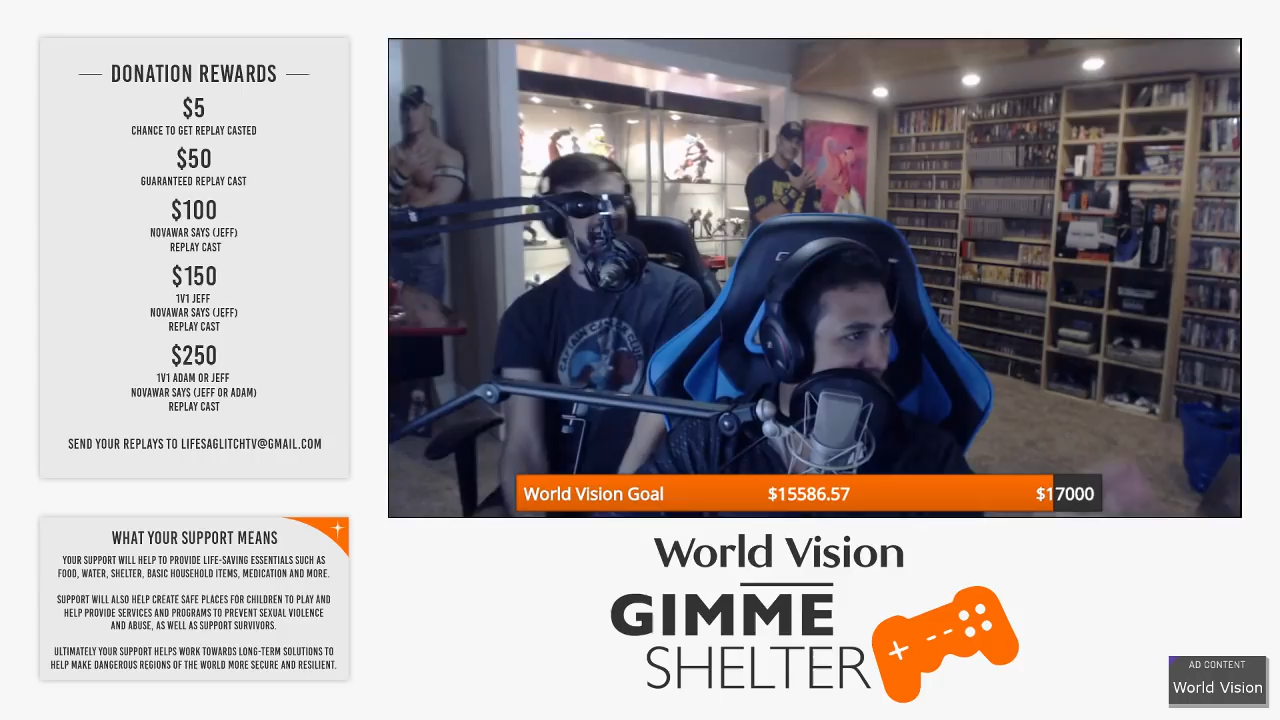 DONATION REWARDS
$5
CHANCE TO GET REPLAY CASTED
$50
GUARANTEED REPLAY CAST
$100
NOVAWAR SAYS (JEFF)
REPLAY CAST
$150
1V1 JEFF
NOVAWAR SAYS (JEFF)
REPLAY CAST
$250
1V1 ADAM OR JEFF
NOVAWAR SAYS (JEFF OR ADAM)
REPLAY CAST
SEND YOUR REPLAYS TO LIFESAGLITCHTV@GMAIL.COM
WHAT YOUR SUPPORT MEANS
YOUR SUPPORT WILL HELP TO PROVIDE LIFE-SAVING ESSENTIALS SUCH AS
FOOD, WATER, SHELTER, BASIC HOUSEHOLD ITEMS, MEDICATION AND MORE.
SUPPORT WILL ALSO HELP CREATE SAFE PLACES FOR CHILDREN TO PLAY AND
HELP PROVIDE SERVICES AND PROGRAMS TO PREVENT SEXUAL VIOLENCE
AND ABUSE, AS WELL AS SUPPORT SURVIVORS.
ULTIMATELY YOUR SUPPORT HELPS WORK TOWARDS LONG-TERM SOLUTIONS TO
HELP MAKE DANGEROUS REGIONS OF THE WORLD MORE SECURE AND RESILIENT.
World Vision Goal $15586.57 $17000
World Vision
GIMME
SHELTER
AD CONTENT
World Vision